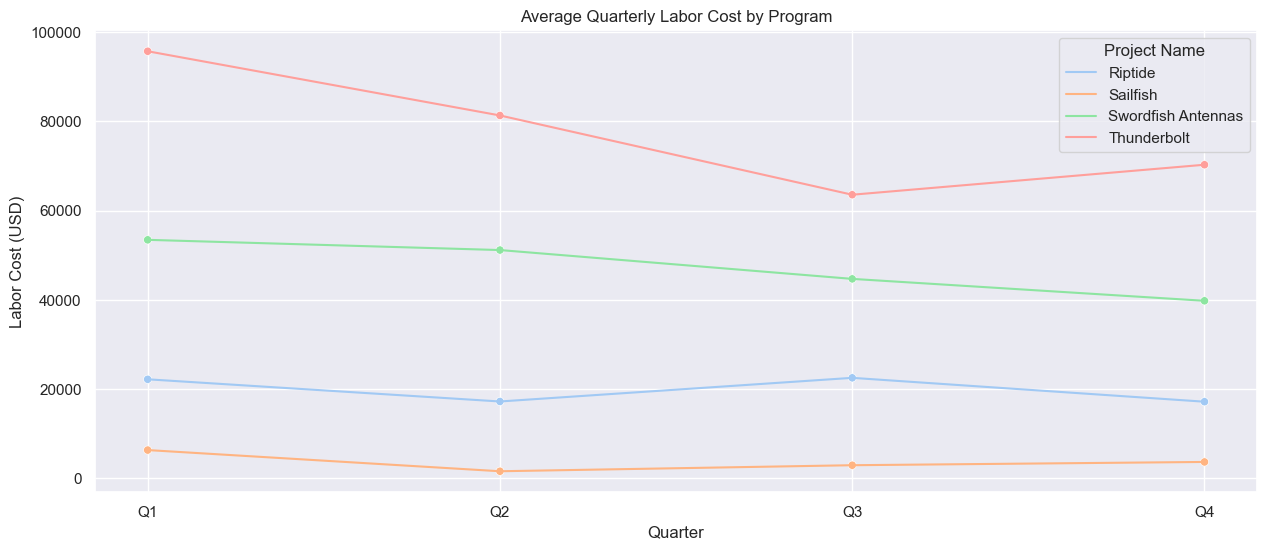 Average Quarterly Labor Cost by Program
100000
80000
60000
40000
20000
0
Labor Cost (USD)
Project Name
Riptide
Sailfish
Swordfish Antennas
Thunderbolt
Q1 Q2 Q3 Q4
Quarter